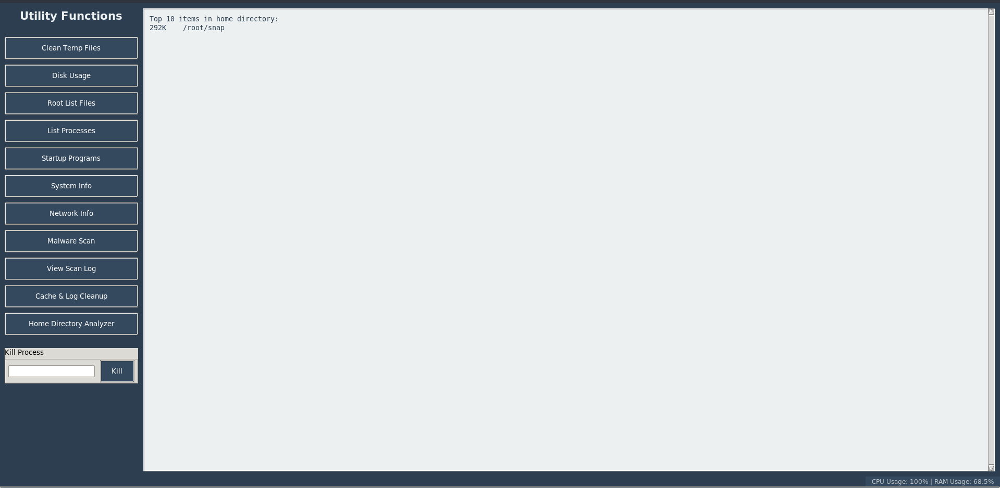 Utility Functions
Clean Temp Files
Disk Usage
Root List Files
List Processes
Startup Programs
System Info
Network Info
Malware Scan
View Scan Log
Cache & Log Cleanup
Home Directory Analyzer
Kill Process
Kill
Top 10 items in home directory:
292K    /root/snap
CPU Usage: 100% | RAM Usage: 68.5%